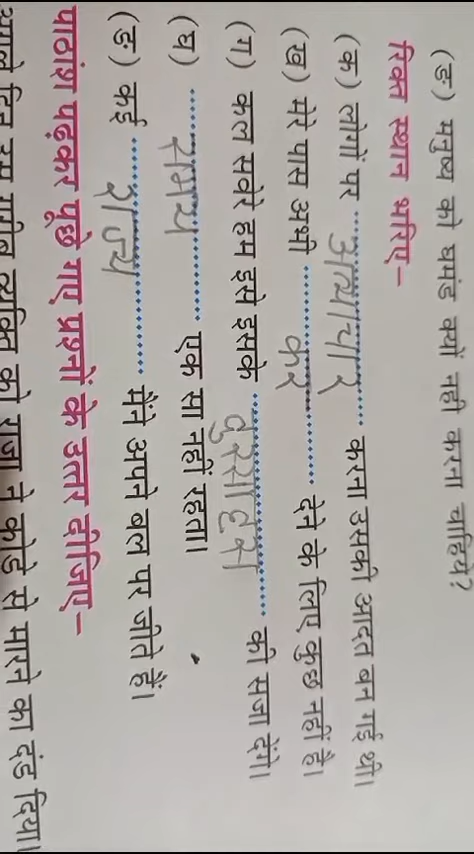 (ङ) मनुष्य को घमंड क्यों नहीं करना चाहिये?
रिक्त स्थान भरिए–
(क) लोगों पर ...अत्याचार... करना उसकी आदत बन गई थी।
(ख) मेरे पास अभी ...कर... देने के लिए कुछ नहीं है।
(ग) कल सवेरे हम इसे इसके ...दुस्साहस... की सजा देंगे।
(घ) ...समय... एक सा नहीं रहता।
(ङ) कई ...राज्य... मैंने अपने बल पर जीते हैं।
पाठांश पढ़कर पूछे गए प्रश्नों के उत्तर दीजिए–
गरीब व्यक्ति को राजा ने कोड़े से मारने का दंड दिया।